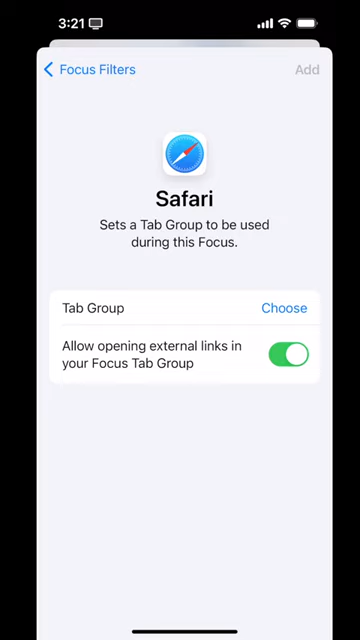 3:21
Focus Filters
Add
Safari
Sets a Tab Group to be used
during this Focus.
Tab Group
Choose
Allow opening external links in
your Focus Tab Group